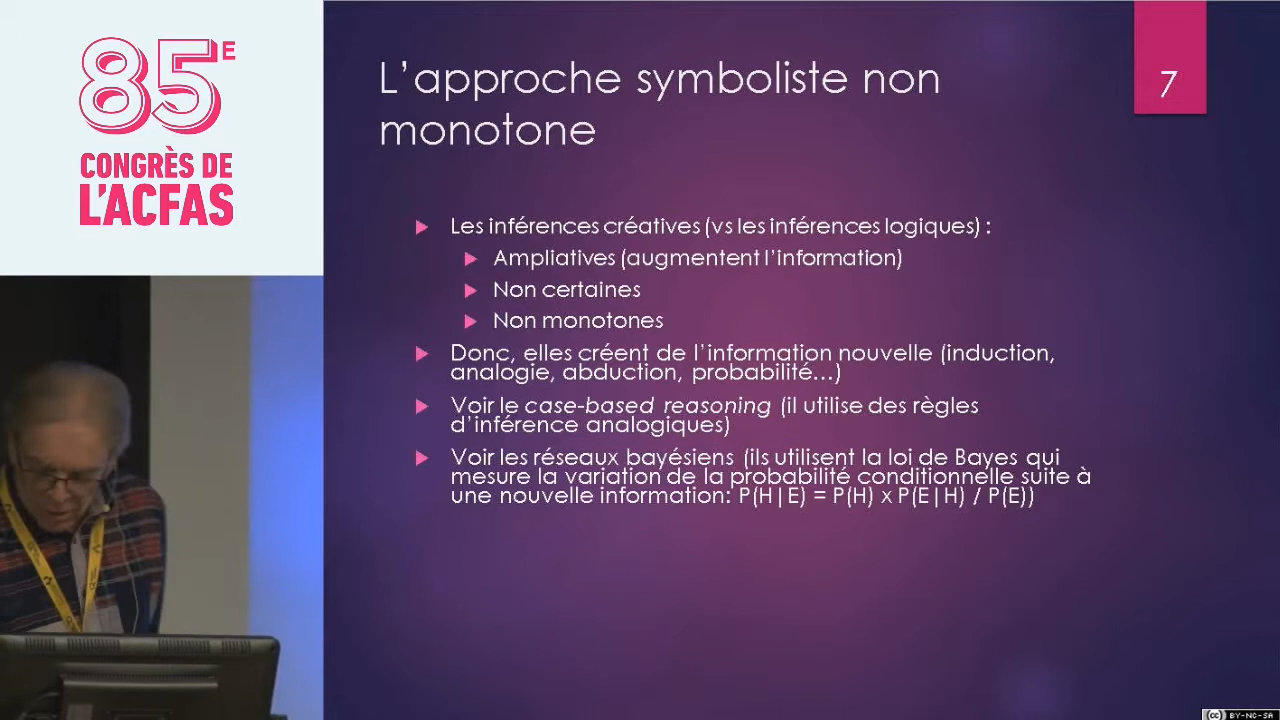 85E
CONGRÈS DE
L'ACFAS
L'approche symboliste non
monotone
7
Les inférences créatives (vs les inférences logiques) :
Ampliatives (augmentent l'information)
Non certaines
Non monotones
Donc, elles créent de l'information nouvelle (induction,
analogie, abduction, probabilité…)
Voir le case-based reasoning (il utilise des règles
d'inférence analogiques)
Voir les réseaux bayésiens (ils utilisent la loi de Bayes qui
mesure la variation de la probabilité conditionnelle suite à
une nouvelle information: P(H|E) = P(H) x P(E|H) / P(E))
cc BY-NC-SA